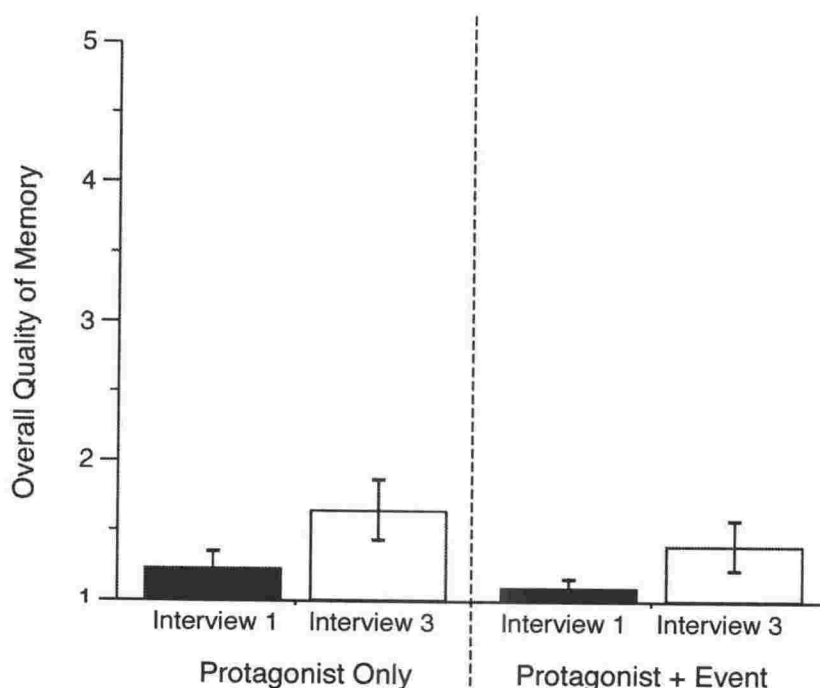 Overall Quality of Memory
5
4
3
2
1
Interview 1 Interview 3 Interview 1 Interview 3
Protagonist Only Protagonist + Event